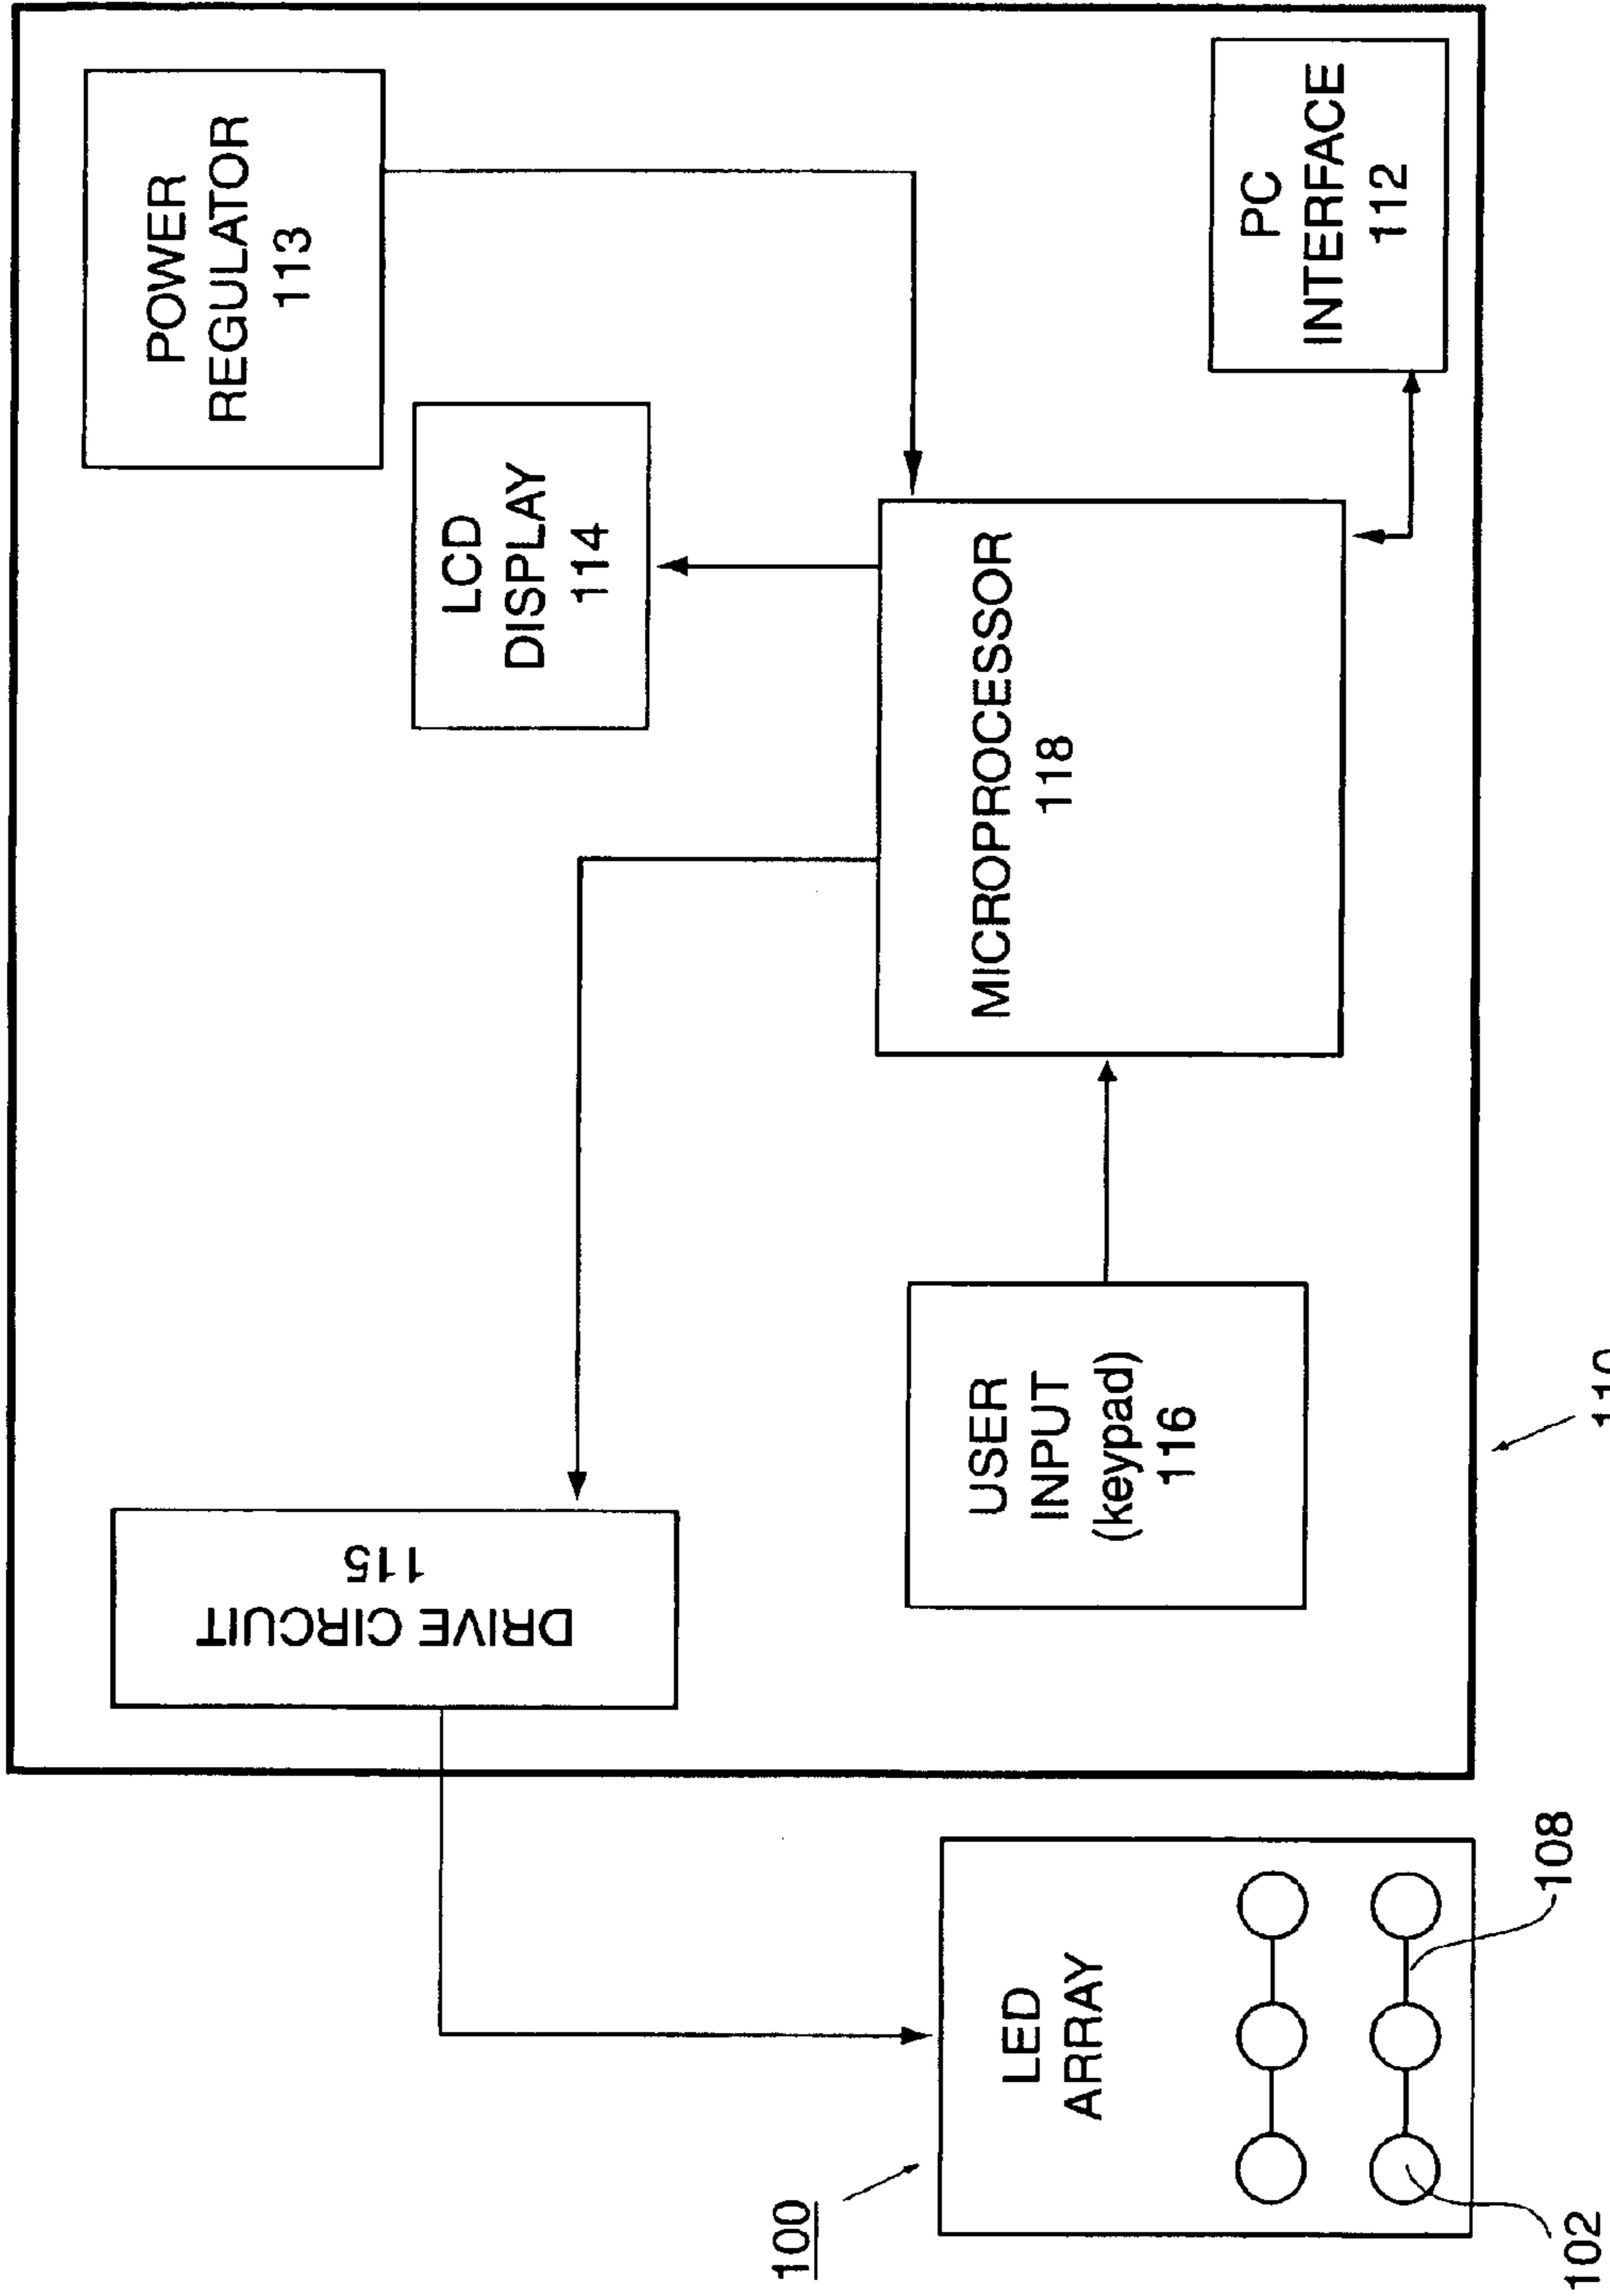 POWER
REGULATOR
113
LCD
DISPLAY
114
PC
INTERFACE
112
MICROPROCESSOR
118
DRIVE CIRCUIT
115
USER
INPUT
(keypad)
116
LED
ARRAY
100
102
108